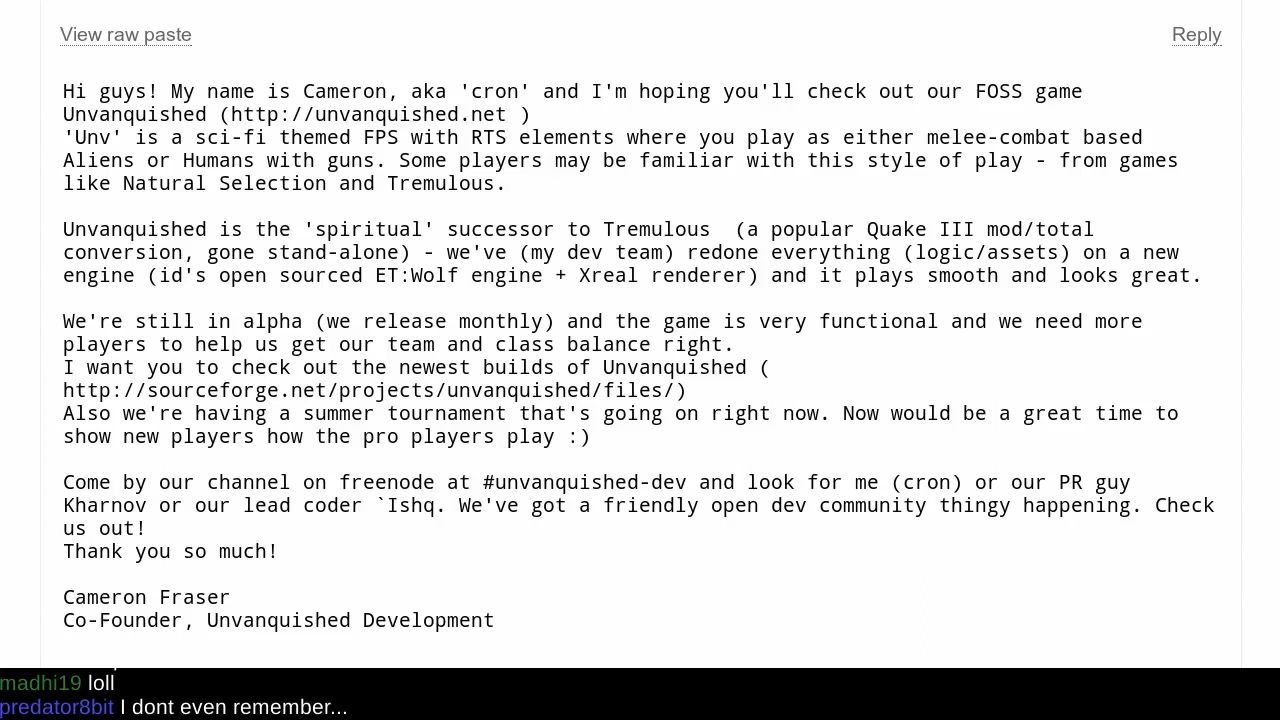 View raw paste
Reply
Hi guys! My name is Cameron, aka 'cron' and I'm hoping you'll check out our FOSS game
Unvanquished (http://unvanquished.net )
'Unv' is a sci-fi themed FPS with RTS elements where you play as either melee-combat based
Aliens or Humans with guns. Some players may be familiar with this style of play - from games
like Natural Selection and Tremulous.
Unvanquished is the 'spiritual' successor to Tremulous  (a popular Quake III mod/total
conversion, gone stand-alone) - we've (my dev team) redone everything (logic/assets) on a new
engine (id's open sourced ET:Wolf engine + Xreal renderer) and it plays smooth and looks great.
We're still in alpha (we release monthly) and the game is very functional and we need more
players to help us get our team and class balance right.
I want you to check out the newest builds of Unvanquished (
http://sourceforge.net/projects/unvanquished/files/)
Also we're having a summer tournament that's going on right now. Now would be a great time to
show new players how the pro players play :)
Come by our channel on freenode at #unvanquished-dev and look for me (cron) or our PR guy
Kharnov or our lead coder `Ishq. We've got a friendly open dev community thingy happening. Check
us out!
Thank you so much!
Cameron Fraser
Co-Founder, Unvanquished Development
madhi19 loll
predator8bit I dont even remember...